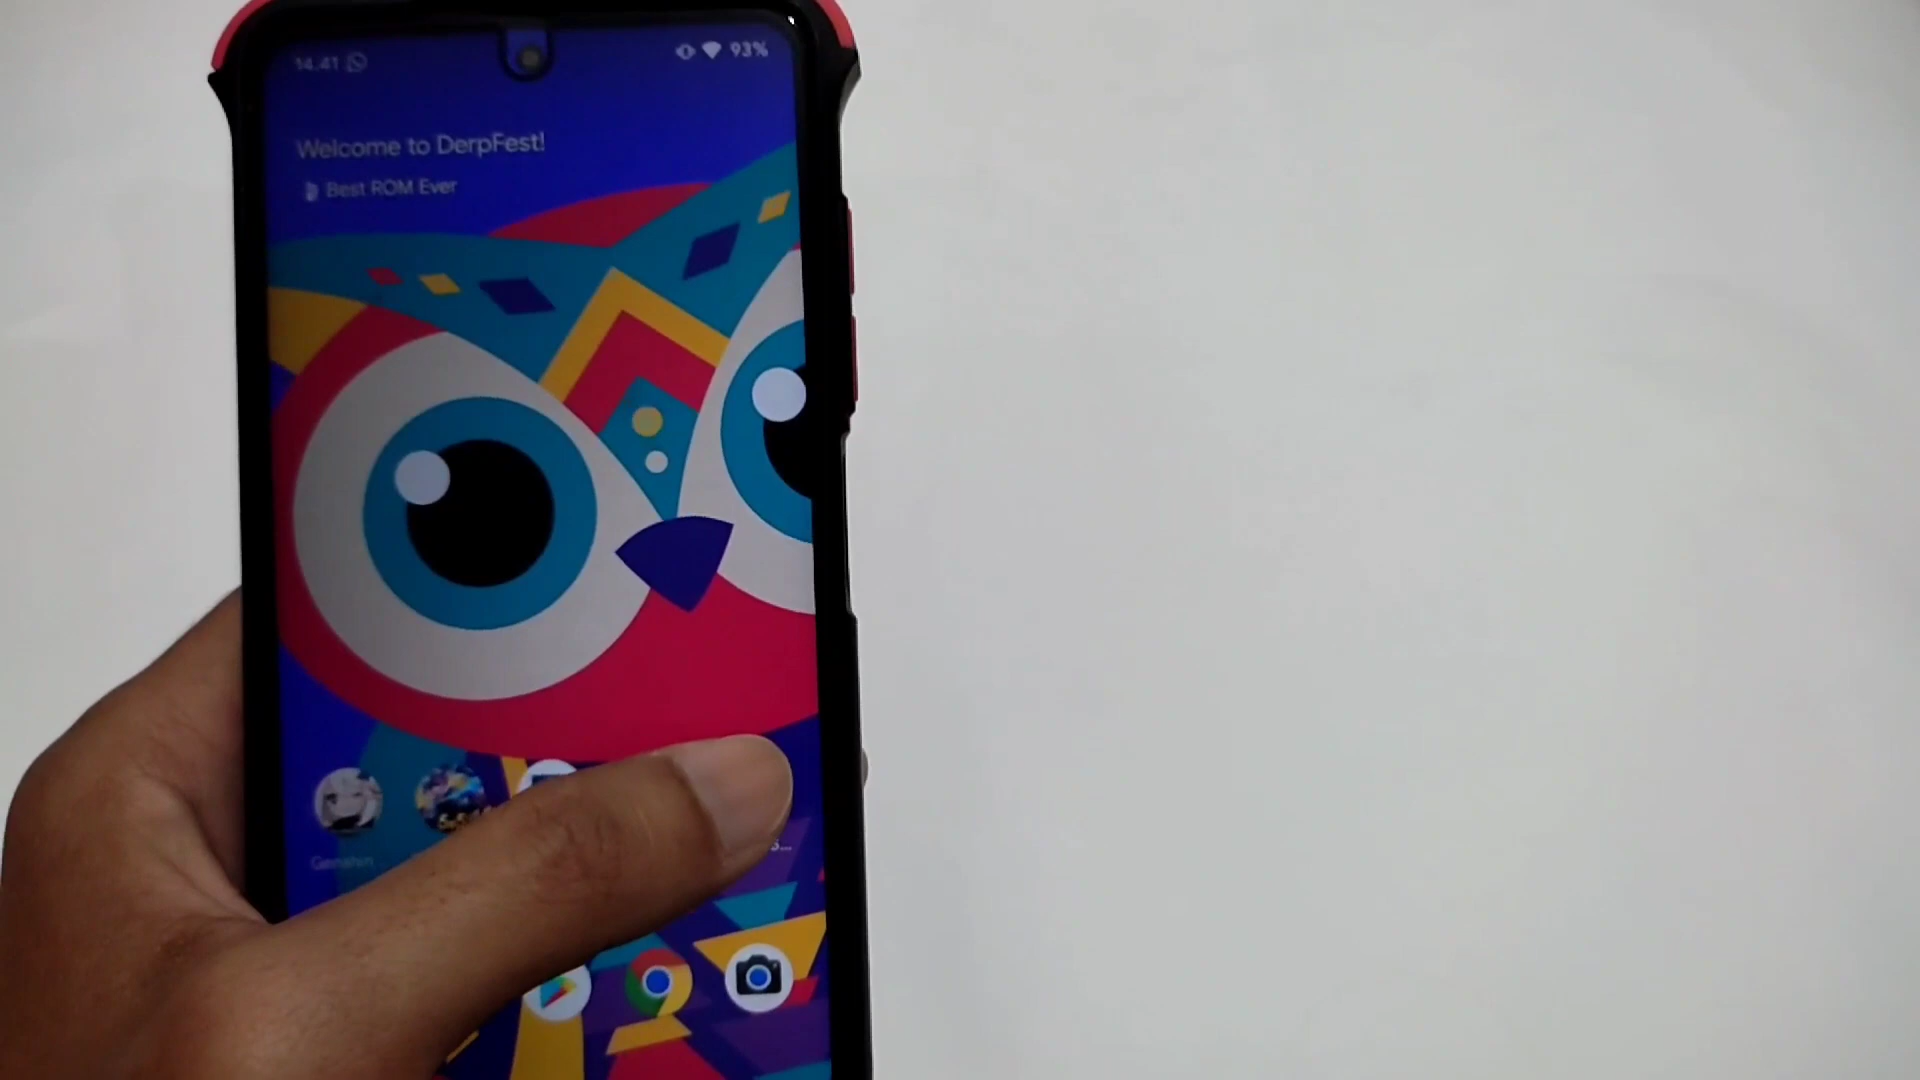 14.41
93%
Welcome to DerpFest!
Best ROM Ever
Genshin
s...